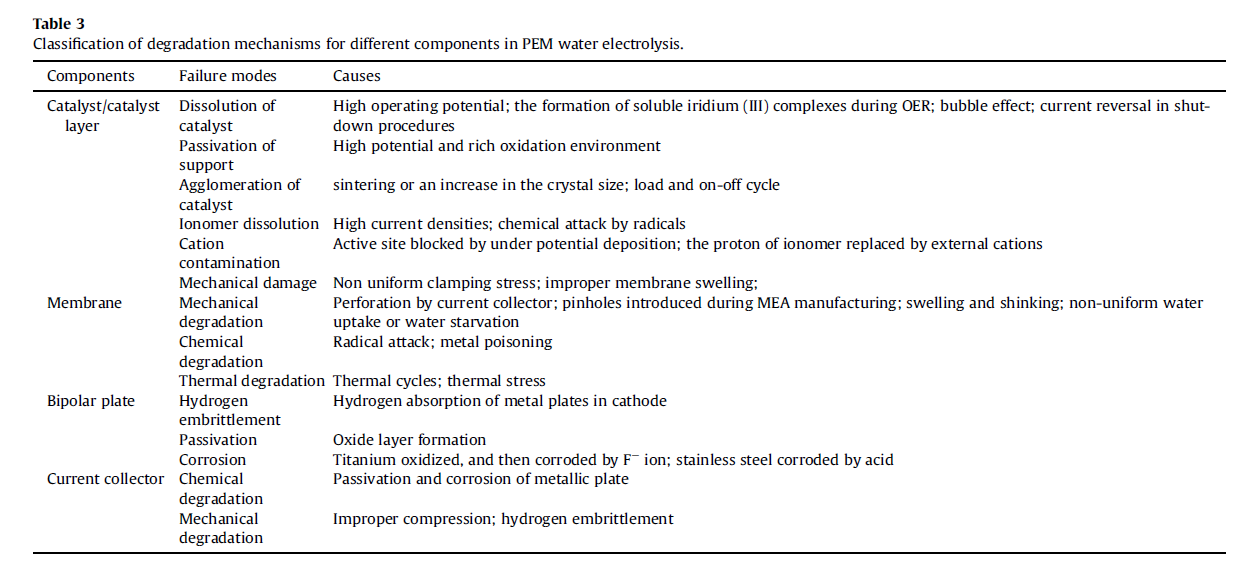 Table 3
Classification of degradation mechanisms for different components in PEM water electrolysis.
Components Failure modes Causes
Catalyst/catalyst Dissolution of High operating potential; the formation of soluble iridium (III) complexes during OER; bubble effect; current reversal in shut-
layer catalyst down procedures
Passivation of High potential and rich oxidation environment
support
Agglomeration of sintering or an increase in the crystal size; load and on-off cycle
catalyst
Ionomer dissolution High current densities; chemical attack by radicals
Cation Active site blocked by under potential deposition; the proton of ionomer replaced by external cations
contamination
Mechanical damage Non uniform clamping stress; improper membrane swelling;
Membrane Mechanical Perforation by current collector; pinholes introduced during MEA manufacturing; swelling and shinking; non-uniform water
degradation uptake or water starvation
Chemical Radical attack; metal poisoning
degradation
Thermal degradation Thermal cycles; thermal stress
Bipolar plate Hydrogen Hydrogen absorption of metal plates in cathode
embrittlement
Passivation Oxide layer formation
Corrosion Titanium oxidized, and then corroded by F⁻ ion; stainless steel corroded by acid
Current collector Chemical Passivation and corrosion of metallic plate
degradation
Mechanical Improper compression; hydrogen embrittlement
degradation